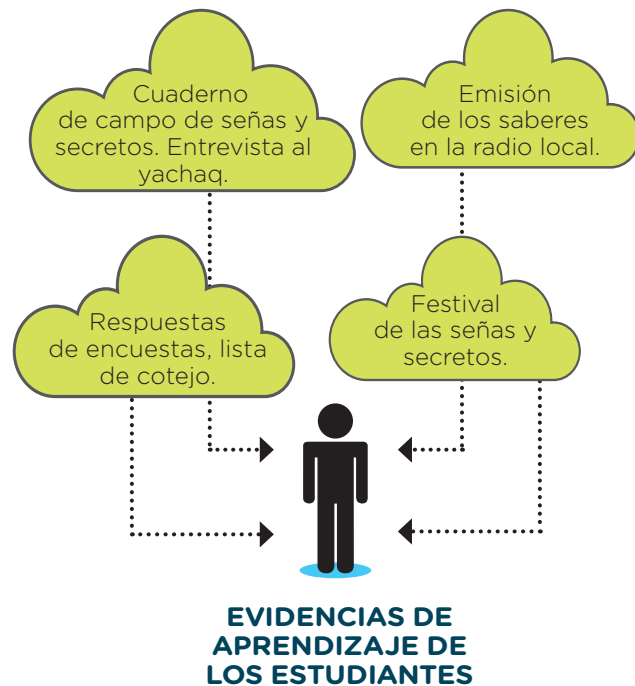 Cuaderno
de campo de señas y
secretos. Entrevista al
yachaq.
Emisión
de los saberes
en la radio local.
Respuestas
de encuestas, lista
de cotejo.
Festival
de las señas y
secretos.
EVIDENCIAS DE
APRENDIZAJE DE
LOS ESTUDIANTES